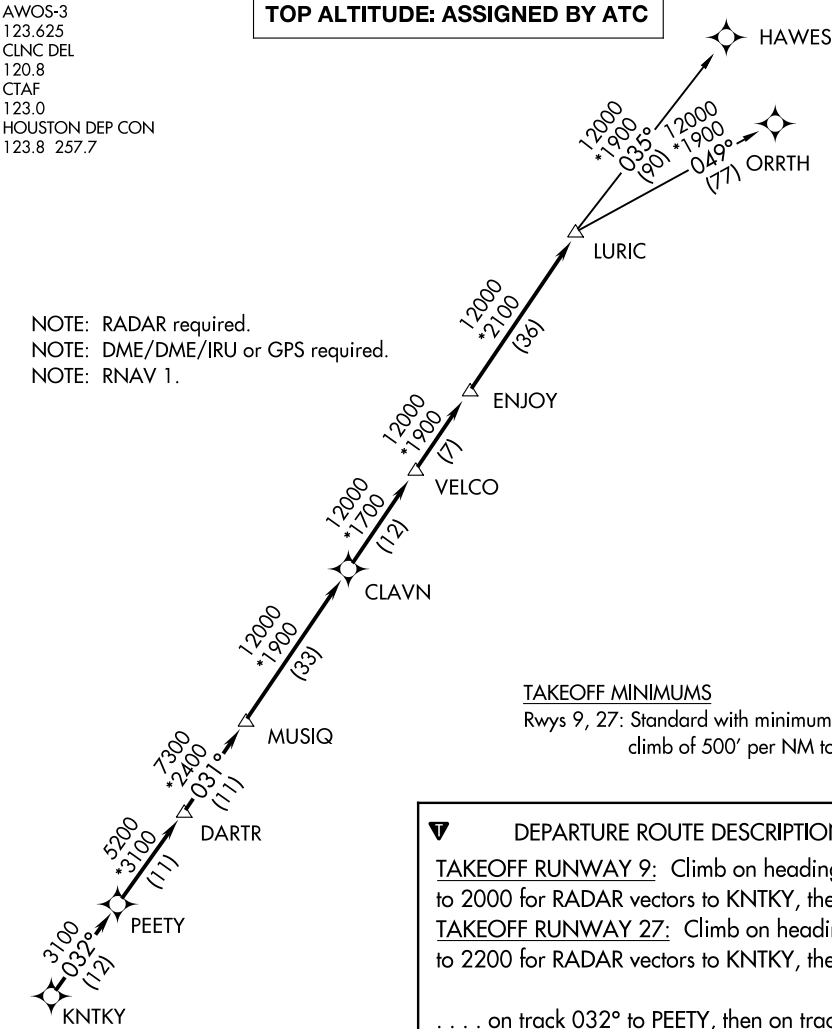 AWOS-3
123.625
CLNC DEL
120.8
CTAF
123.0
HOUSTON DEP CON
123.8 257.7
TOP ALTITUDE: ASSIGNED BY ATC
HAWES
12000
*1900
035°
(90)
12000
*1900
049°
(77)
ORRTH
LURIC
12000
*2100
(36)
NOTE: RADAR required.
NOTE: DME/DME/IRU or GPS required.
NOTE: RNAV 1.
ENJOY
12000
*1900
(7)
VELCO
12000
*1700
(12)
CLAVN
12000
*1900
(33)
TAKEOFF MINIMUMS
Rwys 9, 27: Standard with minimum
climb of 500' per NM to
MUSIQ
7300
*2400
031°
(11)
DARTR
5200
*3100
(11)
PEETY
3100
032°
(12)
KNTKY
T DEPARTURE ROUTE DESCRIPTION
TAKEOFF RUNWAY 9: Climb on heading
to 2000 for RADAR vectors to KNTKY, the
TAKEOFF RUNWAY 27: Climb on headin
to 2200 for RADAR vectors to KNTKY, the
. . . . on track 032° to PEETY, then on trac